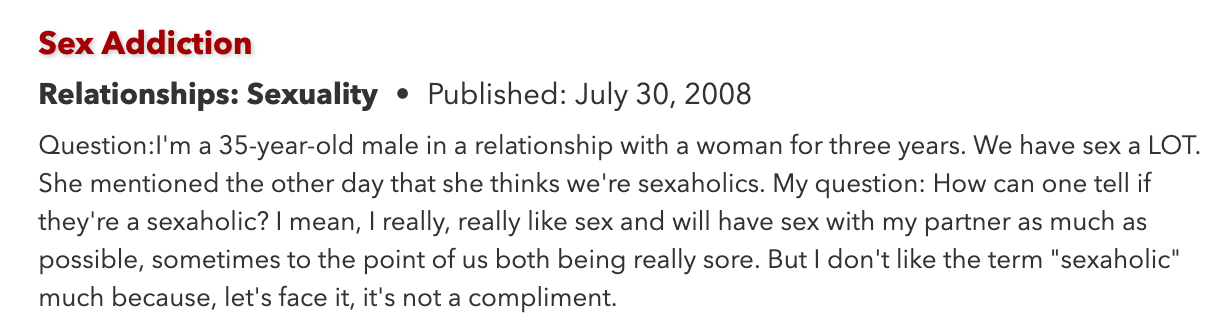 Sex Addiction
Relationships: Sexuality • Published: July 30, 2008
Question:I'm a 35-year-old male in a relationship with a woman for three years. We have sex a LOT.
She mentioned the other day that she thinks we're sexaholics. My question: How can one tell if
they're a sexaholic? I mean, I really, really like sex and will have sex with my partner as much as
possible, sometimes to the point of us both being really sore. But I don't like the term "sexaholic"
much because, let's face it, it's not a compliment.